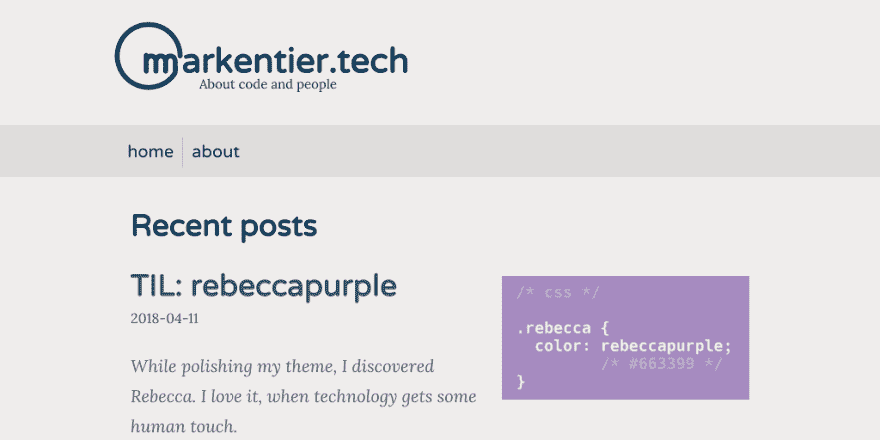 markentier.tech
About code and people
home about
Recent posts
TIL: rebeccapurple
2018-04-11
While polishing my theme, I discovered
Rebecca. I love it, when technology gets some
human touch.
/* css */
.rebecca {
color: rebeccapurple;
/* #663399 */
}